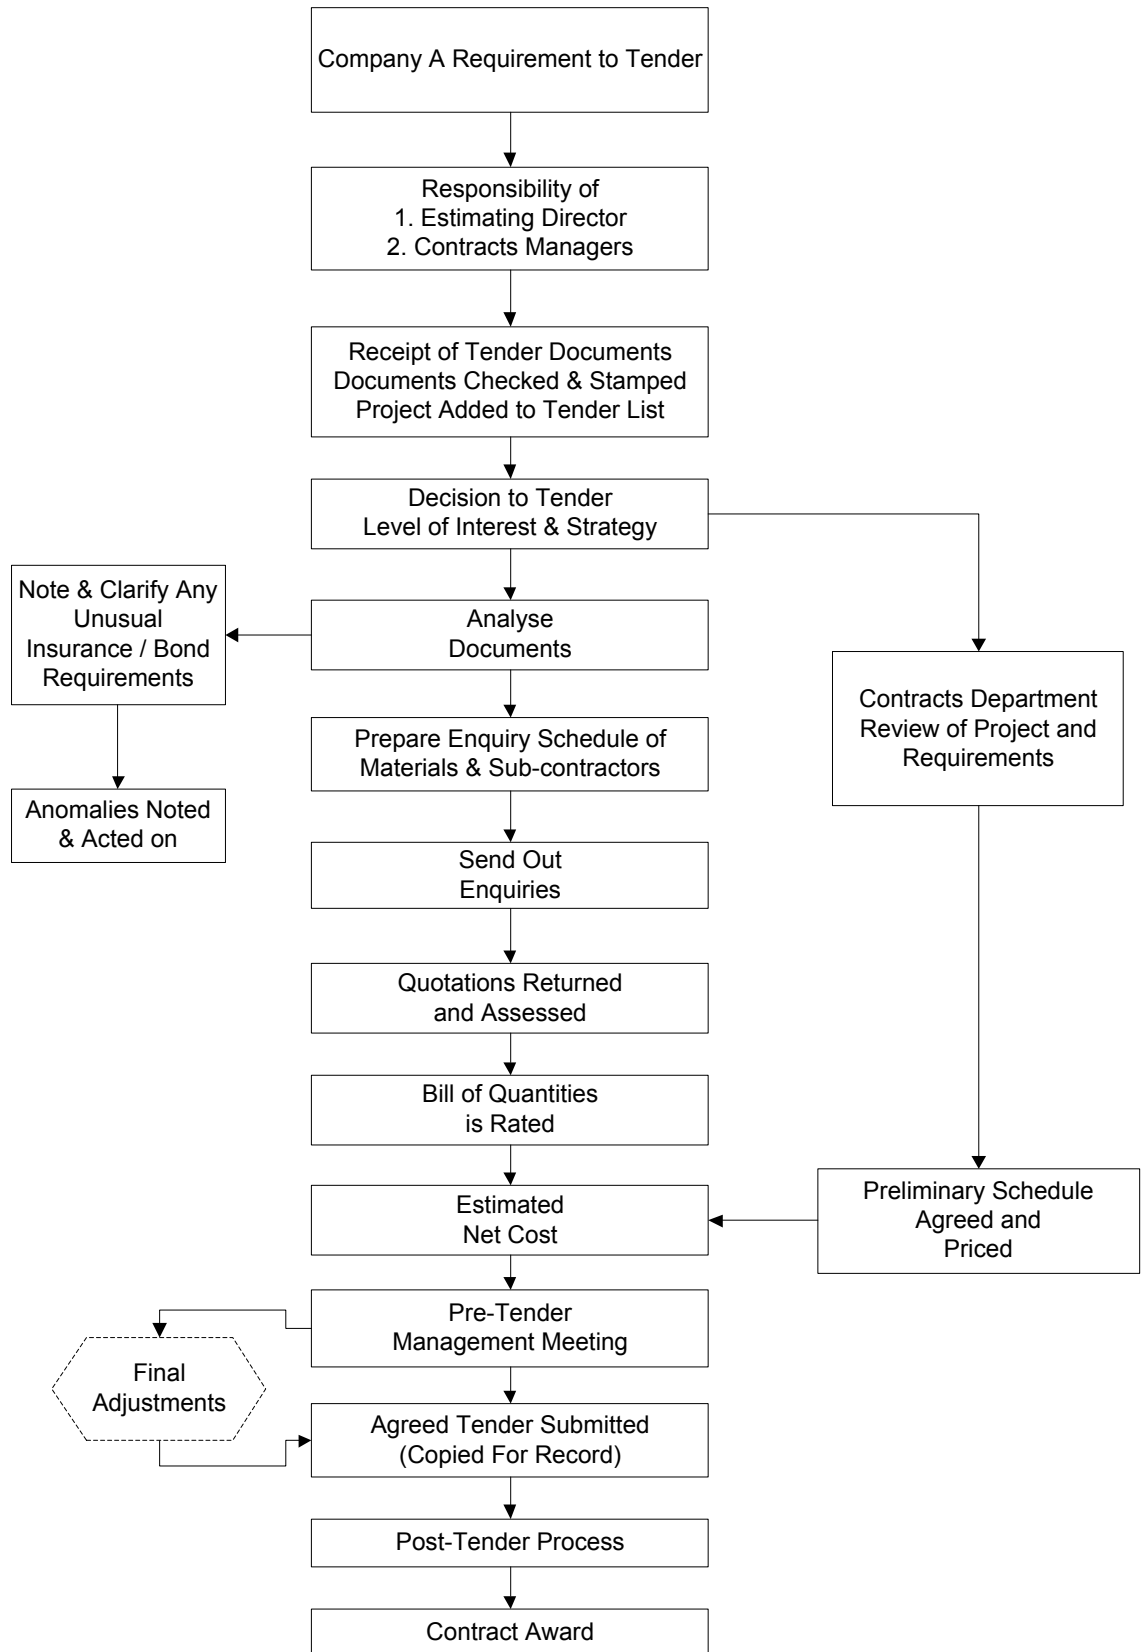 Company A Requirement to Tender
Responsibility of
1. Estimating Director
2. Contracts Managers
Receipt of Tender Documents
Documents Checked & Stamped
Project Added to Tender List
Decision to Tender
Level of Interest & Strategy
Note & Clarify Any
Unusual
Insurance / Bond
Requirements
Analyse
Documents
Contracts Department
Review of Project and
Requirements
Prepare Enquiry Schedule of
Materials & Sub-contractors
Anomalies Noted
& Acted on
Send Out
Enquiries
Quotations Returned
and Assessed
Bill of Quantities
is Rated
Estimated
Net Cost
Preliminary Schedule
Agreed and
Priced
Pre-Tender
Management Meeting
Final
Adjustments
Agreed Tender Submitted
(Copied For Record)
Post-Tender Process
Contract Award